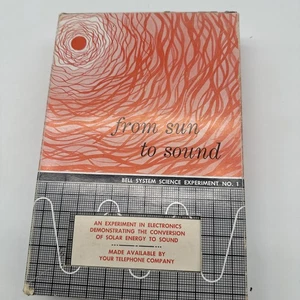 from sun
to sound
BELL SYSTEM SCIENCE EXPERIMENT NO. 1
AN EXPERIMENT IN ELECTRONICS
DEMONSTRATING THE CONVERSION
OF SOLAR ENERGY TO SOUND
MADE AVAILABLE BY
YOUR TELEPHONE COMPANY